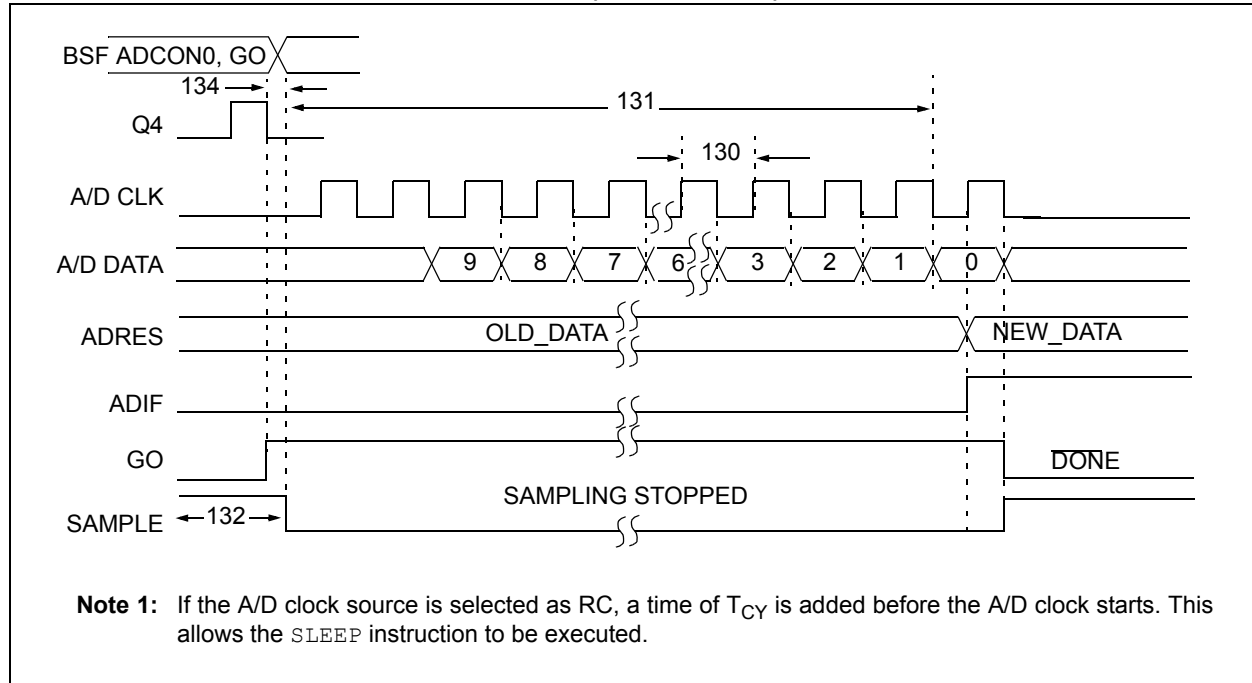 BSF ADCON0, GO
134
131
Q4
130
A/D CLK
A/D DATA 9 8 7 6 3 2 1 0
ADRES OLD_DATA NEW_DATA
ADIF
GO DONE
SAMPLING STOPPED
SAMPLE 132
Note 1: If the A/D clock source is selected as RC, a time of TCY is added before the A/D clock starts. This
allows the SLEEP instruction to be executed.